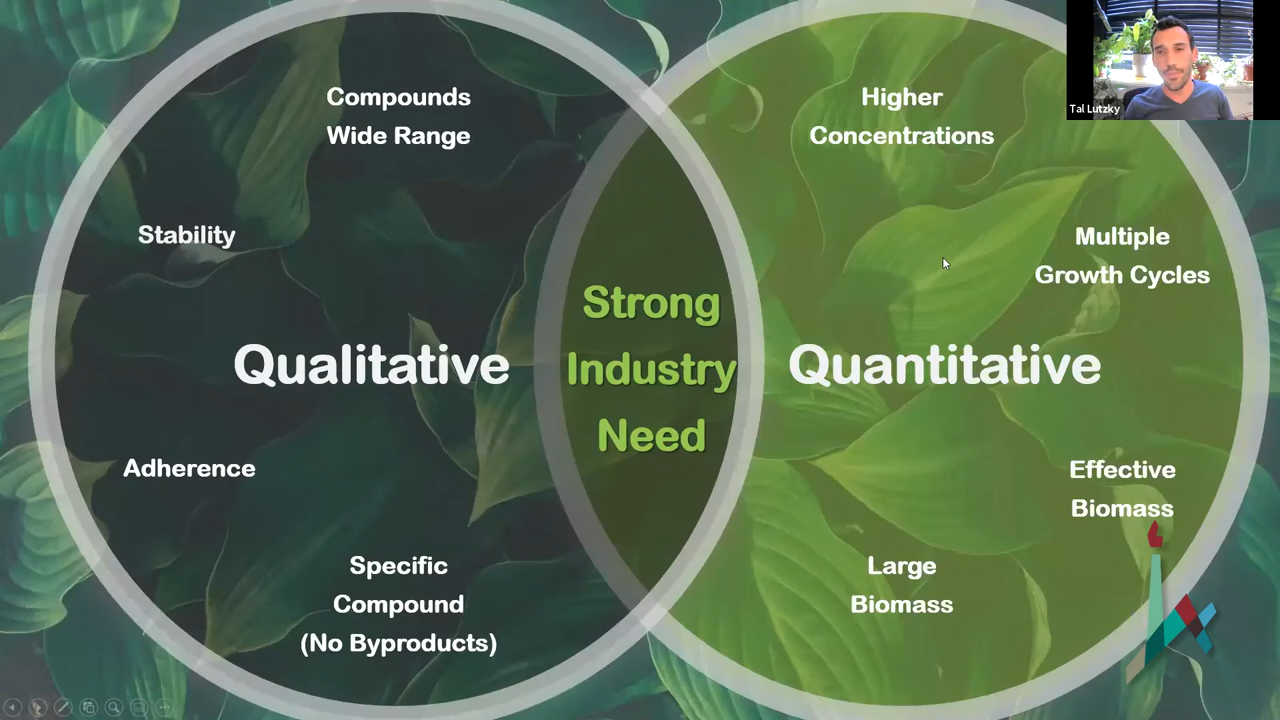 Compounds
Wide Range
Stability
Qualitative
Adherence
Specific
Compound
(No Byproducts)
Strong
Industry
Need
Higher
Concentrations
Multiple
Growth Cycles
Quantitative
Effective
Biomass
Large
Biomass
Tal Lutzky